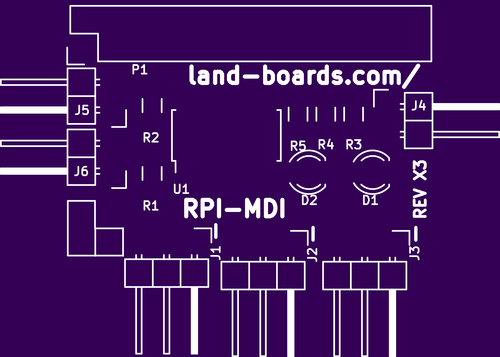 P1
land-boards.com/
J5
J4
R2
R5
R4
R3
J6
U1
R1
RPI-MDI
D2
D1
REV X3
J1
J2
J3